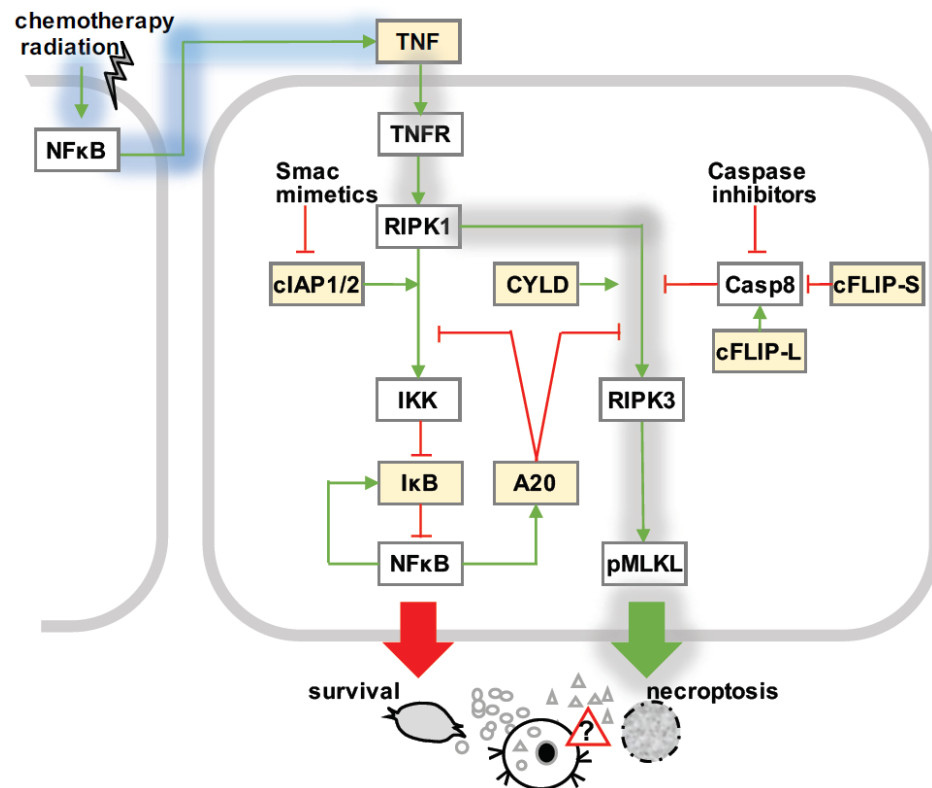 chemotherapy
radiation
TNF
NFκB
TNFR
Smac
mimetics
Caspase
inhibitors
RIPK1
cIAP1/2
CYLD
Casp8
cFLIP-S
cFLIP-L
IKK
RIPK3
IκB
A20
NFκB
pMLKL
survival
necroptosis
?